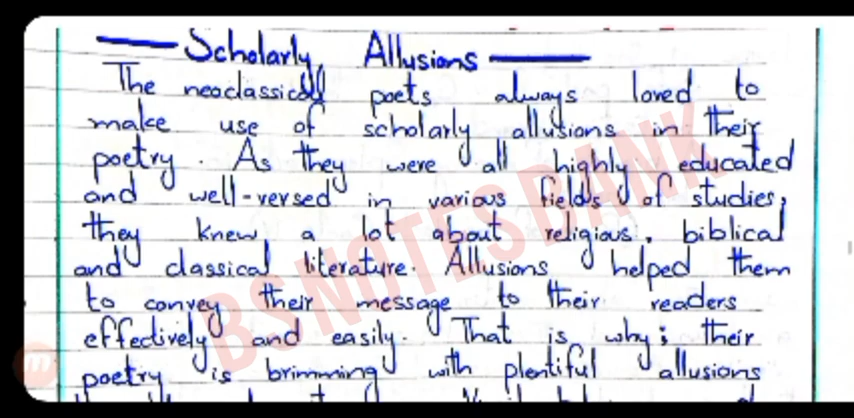 Scholarly Allusions
The neoclassical poets always loved to
make use of scholarly allusions in their
poetry. As they were all highly educated
and well-versed in various fields of studies,
they knew a lot about religious, biblical
and classical literature. Allusions helped them
to convey their message to their readers
effectively and easily. That is why; their
poetry is brimming with plentiful allusions
BS NOTES BANK